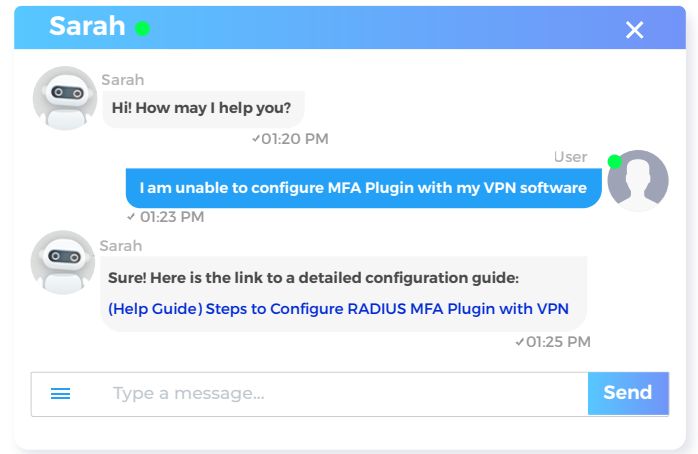 Sarah
Sarah
Hi! How may I help you?
✓01:20 PM
User
I am unable to configure MFA Plugin with my VPN software
✓ 01:23 PM
Sarah
Sure! Here is the link to a detailed configuration guide:
(Help Guide) Steps to Configure RADIUS MFA Plugin with VPN
✓01:25 PM
Type a message...
Send